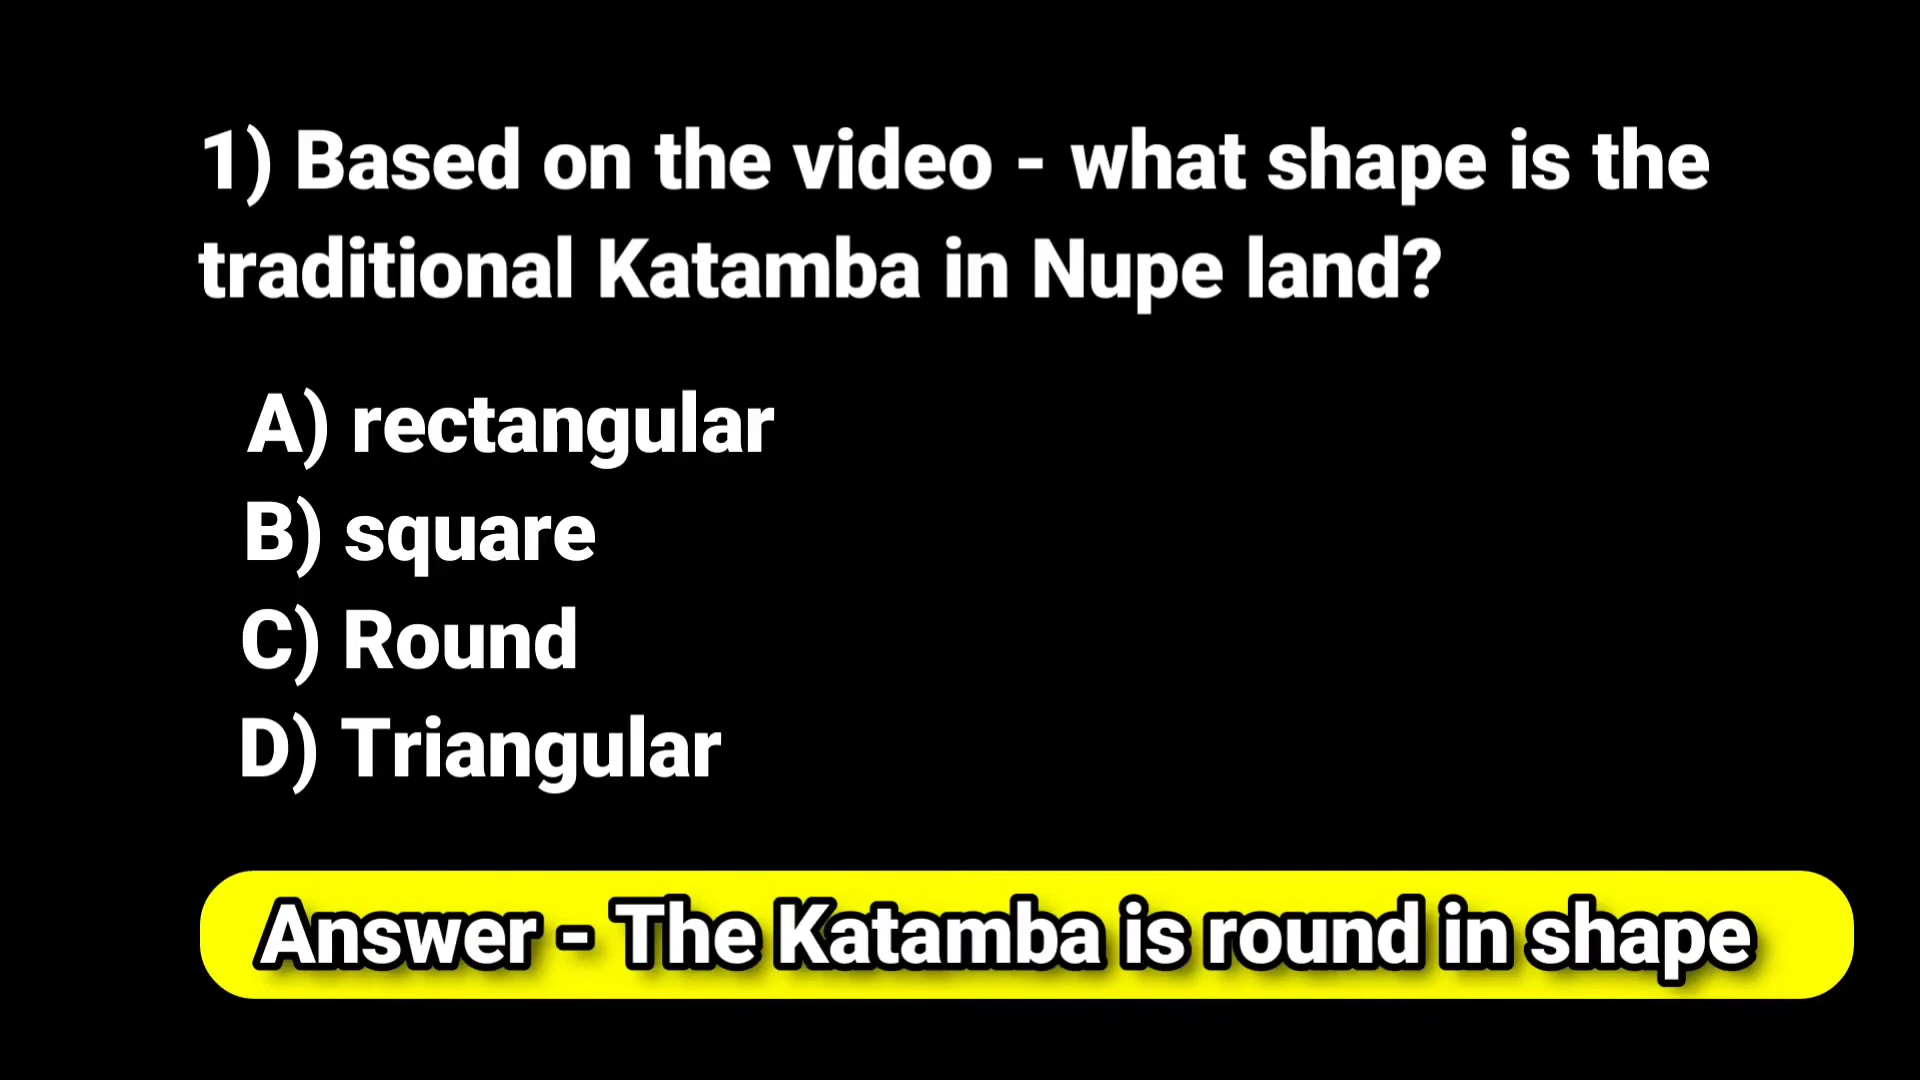 1) Based on the video - what shape is the
traditional Katamba in Nupe land?
A) rectangular
B) square
C) Round
D) Triangular
Answer - The Katamba is round in shape